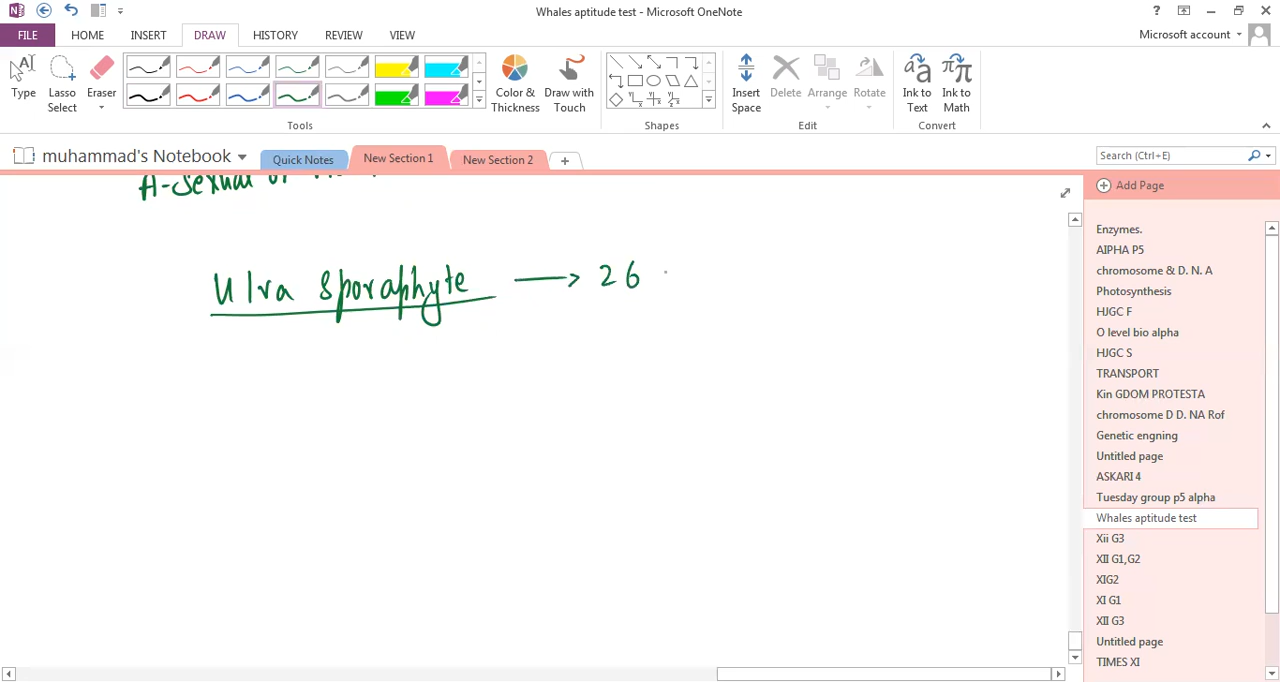 Whales aptitude test - Microsoft OneNote
FILE HOME INSERT DRAW HISTORY REVIEW VIEW Microsoft account
Type Lasso Select Eraser Color & Thickness Draw with Touch Insert Space Delete Arrange Rotate Ink to Text Ink to Math
Tools Shapes Edit Convert
muhammad's Notebook Quick Notes New Section 1 New Section 2 + Search (Ctrl+E)
Add Page
A-Sexual or
Ulva Sporaphyte → 26
Enzymes.
AlPHA P5
chromosome & D. N. A
Photosynthesis
HJGC F
O level bio alpha
HJGC S
TRANSPORT
Kin GDOM PROTESTA
chromosome D D. NA Rof
Genetic engning
Untitled page
ASKARI 4
Tuesday group p5 alpha
Whales aptitude test
Xii G3
XII G1,G2
XIG2
XI G1
XII G3
Untitled page
TIMES XI